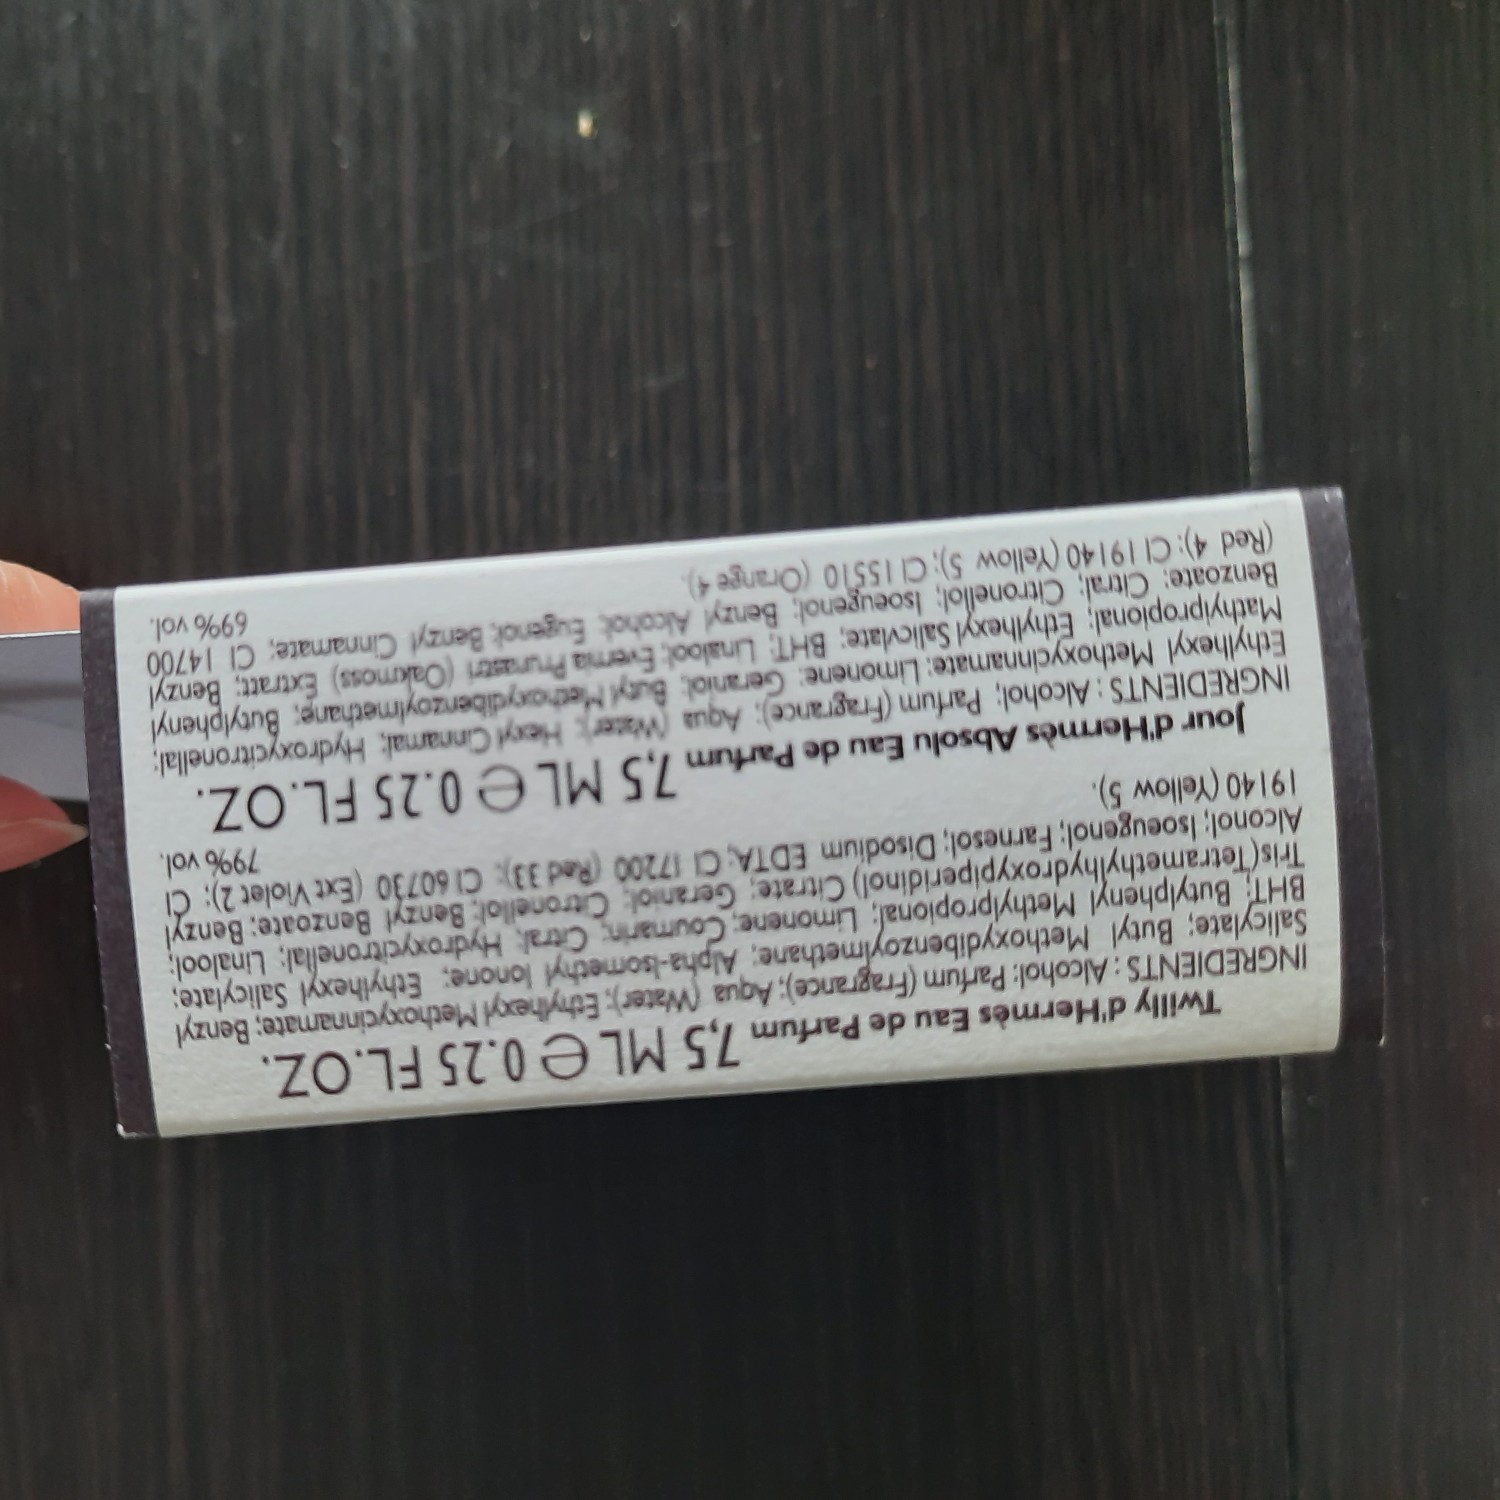 Twilly d'Hermès Eau de Parfum 7,5 ML ℮ 0.25 FL.OZ.
INGREDIENTS : Alcohol; Parfum (Fragrance); Aqua (Water); Ethylhexyl Methoxycinnamate; Benzyl
Salicylate; Butyl Methoxydibenzoylmethane; Alpha-Isomethyl Ionone; Ethylhexyl Salicylate;
BHT; Butylphenyl Methylpropional; Limonene; Coumarin; Citral; Hydroxycitronellal; Linalool;
Tris(Tetramethylhydroxypiperidinol) Citrate; Geraniol; Citronellol; Benzyl Benzoate; Benzyl
Alconol; Isoeugenol; Farnesol; Disodium EDTA; CI 17200 (Red 33); CI 60730 (Ext Violet 2); CI
19140 (Yellow 5). 79% vol.
Jour d'Hermès Absolu Eau de Parfum 7,5 ML ℮ 0.25 FL.OZ.
INGREDIENTS : Alcohol; Parfum (Fragrance); Aqua (Water); Hexyl Cinnamal; Hydroxycitronellal;
Ethylhexyl Methoxycinnamate; Limonene; Geraniol; Butyl Methoxydibenzoylmethane; Butylphenyl
Mathylpropional; Ethylhexyl Salicylate; BHT; Linalool; Evernia Prunastri (Oakmoss) Extratt; Benzyl
Benzoate; Citral; Citronellol; Isoeugenol; Benzyl Alcohol; Eugenol; Benzyl Cinnamate; CI 14700
(Red 4); CI 19140 (Yellow 5); CI 15510 (Orange 4). 69% vol.